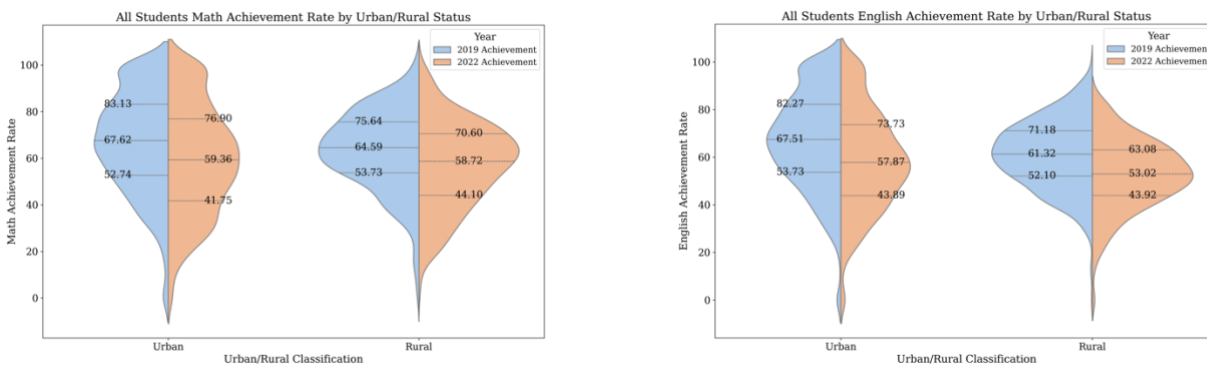 All Students Math Achievement Rate by Urban/Rural Status
Year
2019 Achievement
2022 Achievement
Math Achievement Rate
100
80
60
40
20
0
83.13
76.90
67.62
59.36
52.74
41.75
75.64
70.60
64.59
58.72
53.73
44.10
Urban
Rural
Urban/Rural Classification
All Students English Achievement Rate by Urban/Rural Status
Year
2019 Achievement
2022 Achievement
English Achievement Rate
100
80
60
40
20
0
82.27
73.73
67.51
57.87
53.73
43.89
71.18
63.08
61.32
53.02
52.10
43.92
Urban
Rural
Urban/Rural Classification